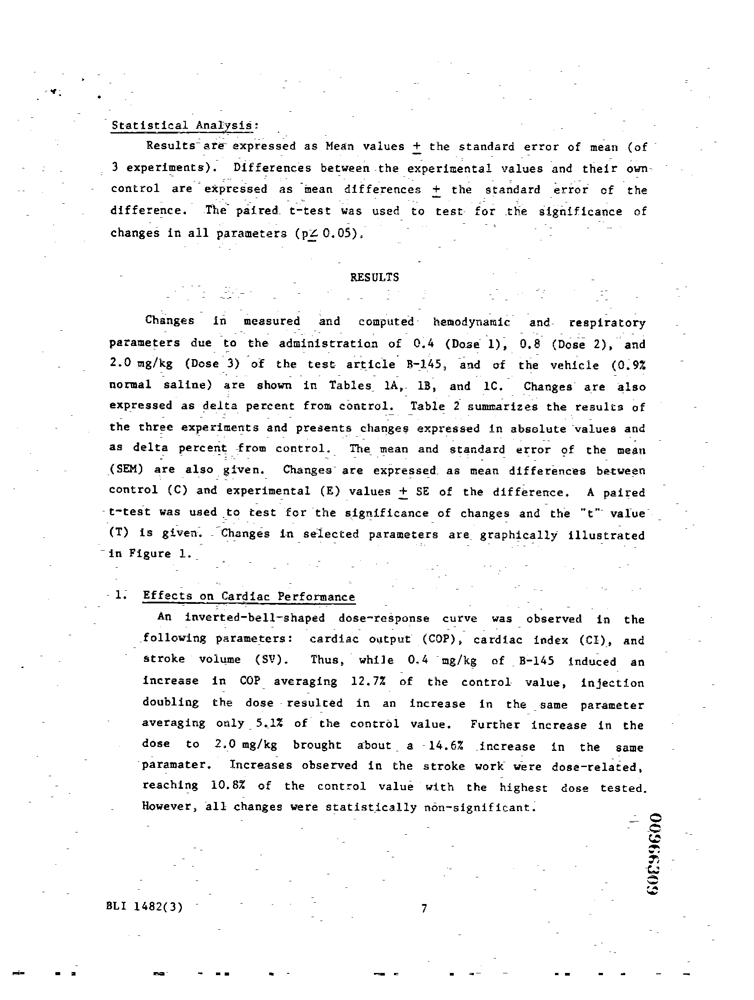 Statistical Analysis:
Results are expressed as Mean values ± the standard error of mean (of
3 experiments). Differences between the experimental values and their own
control are expressed as mean differences ± the standard error of the
difference. The paired t-test was used to test for the significance of
changes in all parameters (p≤ 0.05).
RESULTS
Changes in measured and computed hemodynamic and respiratory
parameters due to the administration of 0.4 (Dose 1), 0.8 (Dose 2), and
2.0 mg/kg (Dose 3) of the test article B-145, and of the vehicle (0.9%
normal saline) are shown in Tables 1A, 1B, and 1C. Changes are also
expressed as delta percent from control. Table 2 summarizes the results of
the three experiments and presents changes expressed in absolute values and
as delta percent from control. The mean and standard error of the mean
(SEM) are also given. Changes are expressed as mean differences between
control (C) and experimental (E) values ± SE of the difference. A paired
t-test was used to test for the significance of changes and the "t" value
(T) is given. Changes in selected parameters are graphically illustrated
in Figure 1.
1. Effects on Cardiac Performance
An inverted-bell-shaped dose-response curve was observed in the
following parameters: cardiac output (COP), cardiac index (CI), and
stroke volume (SV). Thus, while 0.4 mg/kg of B-145 induced an
increase in COP averaging 12.7% of the control value, injection
doubling the dose resulted in an increase in the same parameter
averaging only 5.1% of the control value. Further increase in the
dose to 2.0 mg/kg brought about a 14.6% increase in the same
paramater. Increases observed in the stroke work were dose-related,
reaching 10.8% of the control value with the highest dose tested.
However, all changes were statistically non-significant.
00966309
BLI 1482(3) 7